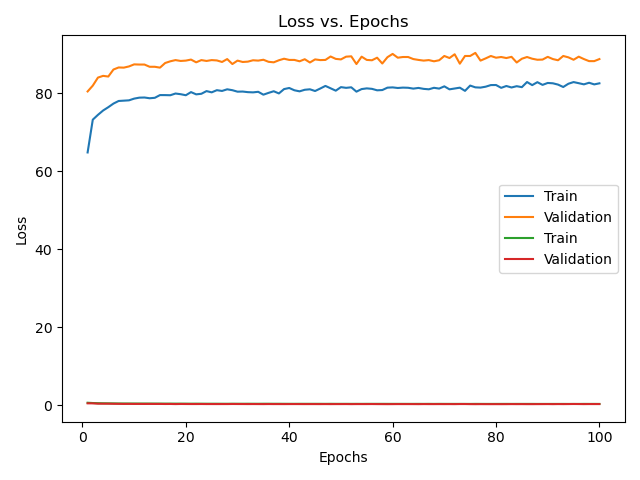 Loss vs. Epochs
80
60
40
20
0
Loss
Train
Validation
Train
Validation
0 20 40 60 80 100
Epochs